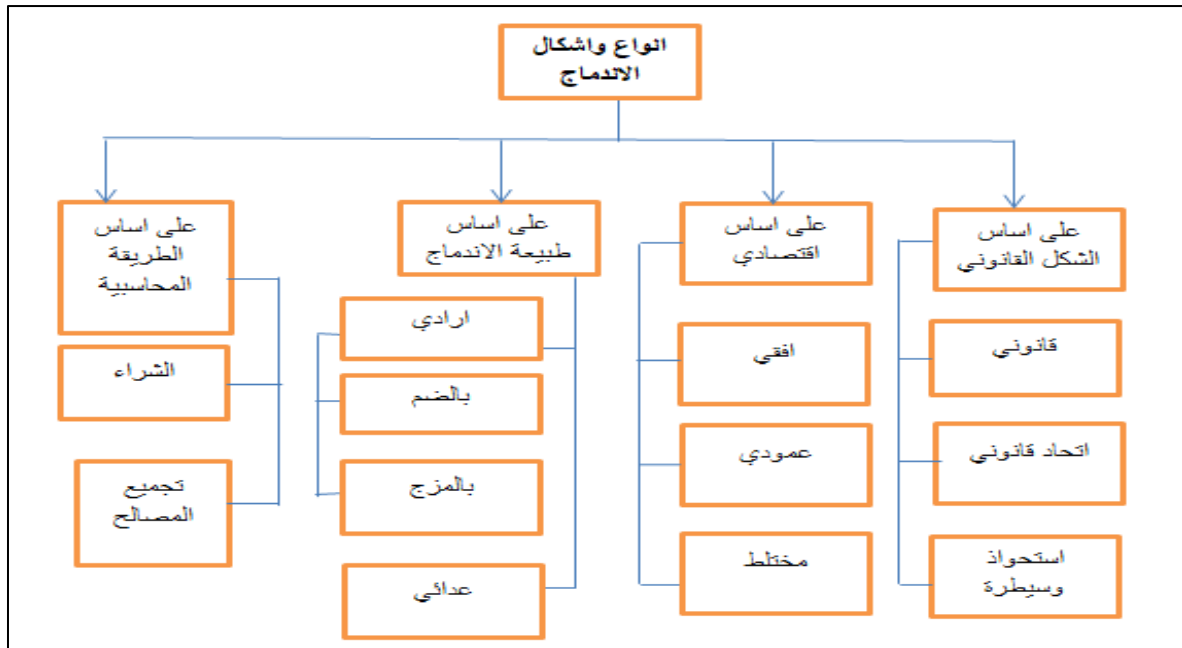 انواع واشكال
الاندماج
على اساس
الشكل القانوني
قانوني
اتحاد قانوني
استحواذ
وسيطرة
على اساس
اقتصادي
افقي
عمودي
مختلط
على اساس
طبيعة الاندماج
ارادي
بالضم
بالمزج
عدائي
على اساس
الطريقة
المحاسبية
الشراء
تجميع
المصالح